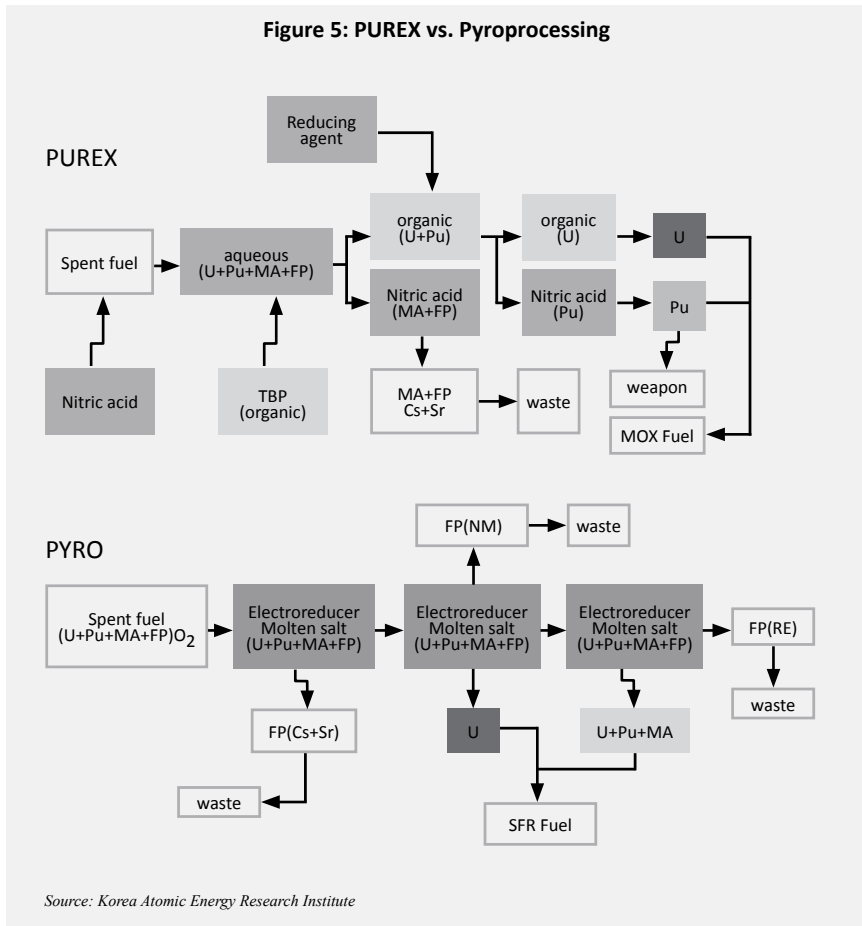 Figure 5: PUREX vs. Pyroprocessing
Reducing
agent
PUREX
organic
(U+Pu)
organic
(U)
U
Spent fuel
aqueous
(U+Pu+MA+FP)
Nitric acid
(MA+FP)
Nitric acid
(Pu)
Pu
Nitric acid
TBP
(organic)
MA+FP
Cs+Sr
waste
weapon
MOX Fuel
FP(NM)
waste
PYRO
Spent fuel
(U+Pu+MA+FP)O2
Electroreducer
Molten salt
(U+Pu+MA+FP)
Electroreducer
Molten salt
(U+Pu+MA+FP)
Electroreducer
Molten salt
(U+Pu+MA+FP)
FP(RE)
waste
FP(Cs+Sr)
U
U+Pu+MA
waste
SFR Fuel
Source: Korea Atomic Energy Research Institute